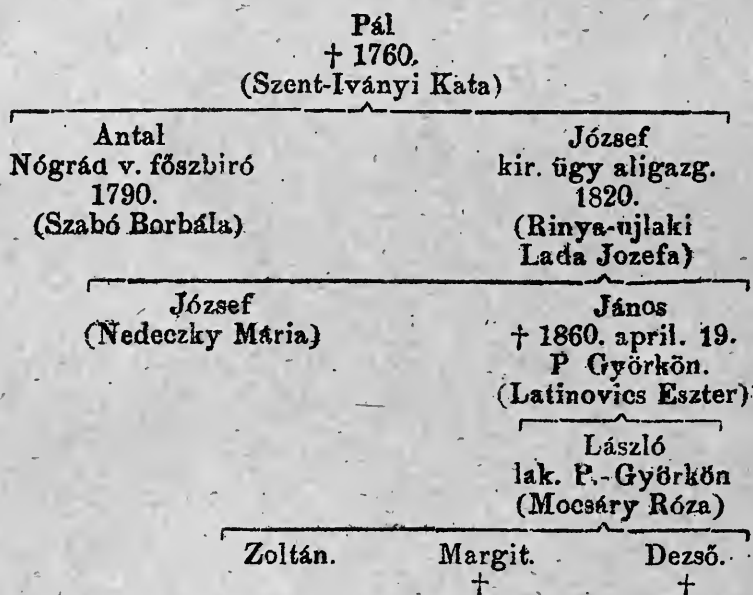 Pál
† 1760.
(Szent-Iványi Kata)
Antal
Nógrád v. főszbiró
1790.
(Szabó Borbála)
József
kir. ügy aligazg.
1820.
(Rinya-ujlaki
Lada Jozefa)
József
(Nedeczky Mária)
János
† 1860. april. 19.
P Györkön.
(Latinovics Eszter)
László
lak. P.-Györkön
(Mocsáry Róza)
Zoltán. Margit. Dezső.
† †